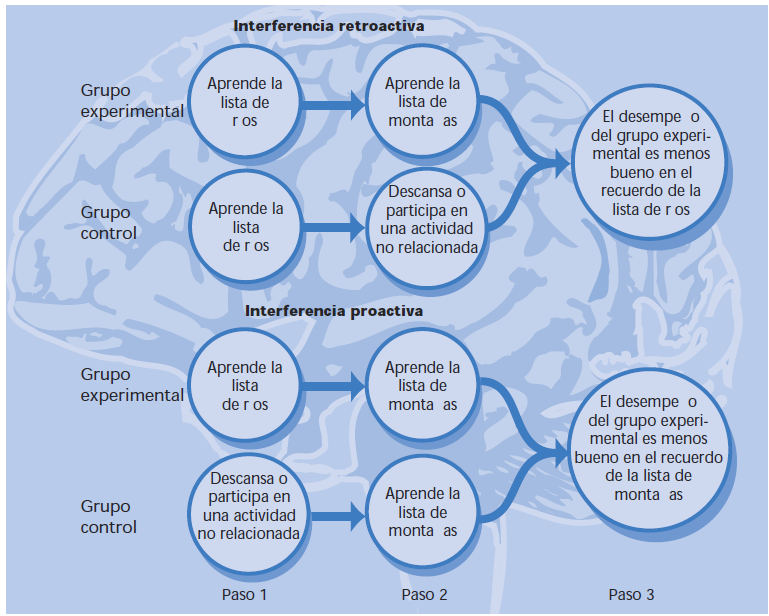 Interferencia retroactiva
Grupo
experimental
Aprende la
lista de
r os
Aprende la
lista de
monta as
El desempe o
del grupo experi-
mental es menos
bueno en el
recuerdo de la
lista de r os
Grupo
control
Aprende la
lista
de r os
Descansa o
participa en
una actividad
no relacionada
Interferencia proactiva
Grupo
experimental
Aprende la
lista
de r os
Aprende la
lista de
monta as
El desempe o
del grupo experi-
mental es menos
bueno en el recuerdo
de la lista de
monta as
Grupo
control
Descansa o
participa en
una actividad
no relacionada
Aprende la
lista de
monta as
Paso 1
Paso 2
Paso 3